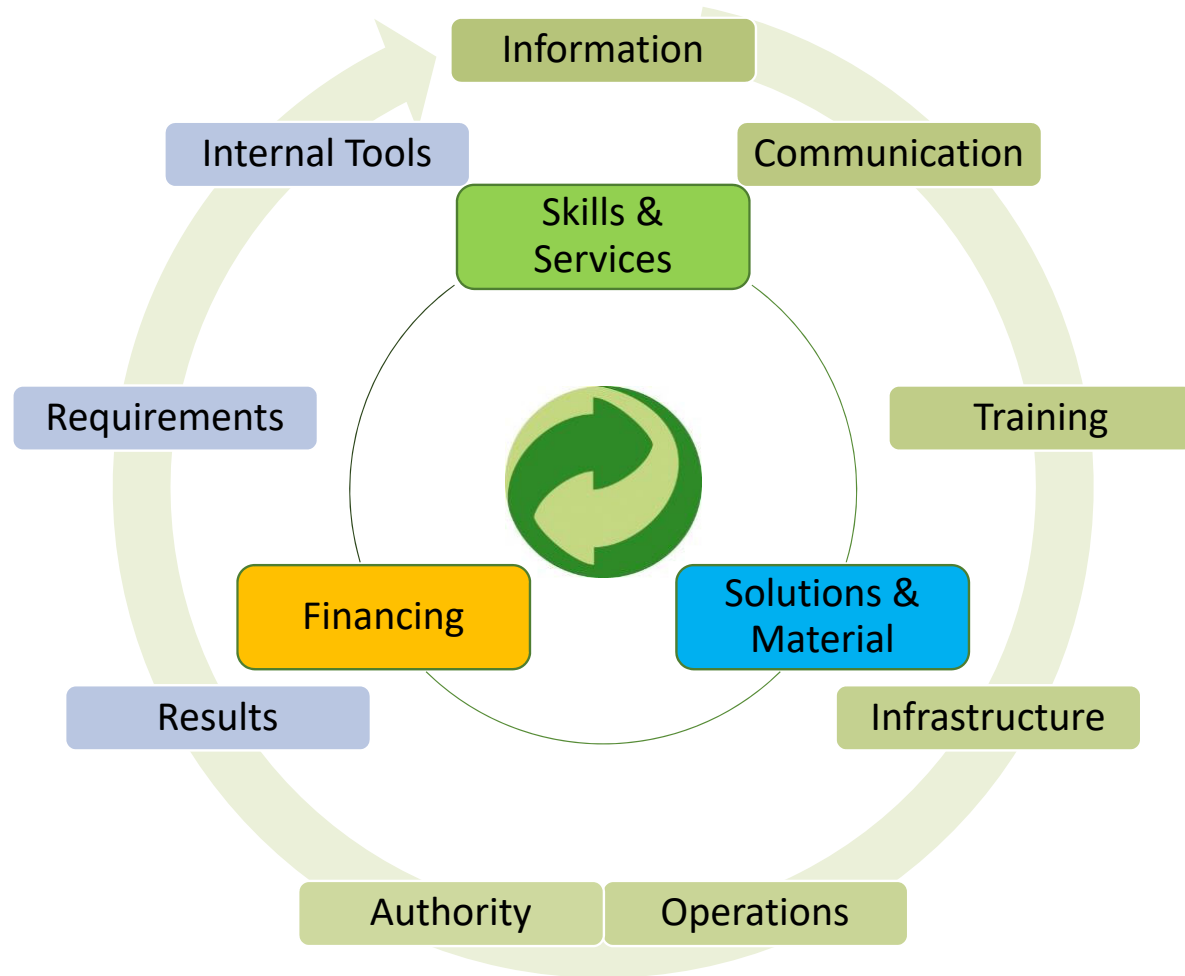 Information
Communication
Training
Infrastructure
Operations
Authority
Results
Requirements
Internal Tools
Skills &
Services
Solutions &
Material
Financing